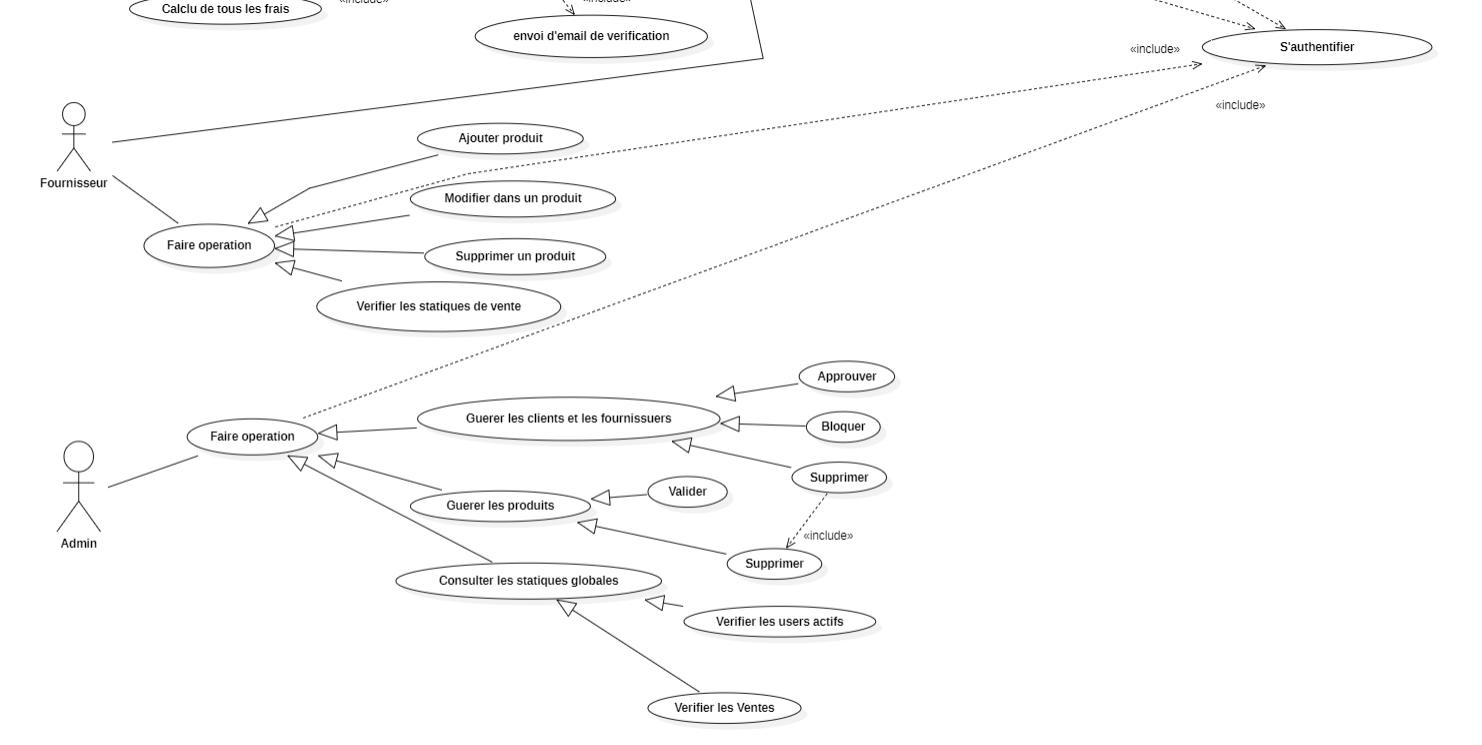 Calclu de tous les frais
«include»
«include»
envoi d'email de verification
S'authentifier
«include»
«include»
Ajouter produit
Fournisseur
Modifier dans un produit
Faire operation
Supprimer un produit
Verifier les statiques de vente
Approuver
Guerer les clients et les fournissuers
Bloquer
Faire operation
Supprimer
Valider
Guerer les produits
«include»
Admin
Supprimer
Consulter les statiques globales
Verifier les users actifs
Verifier les Ventes